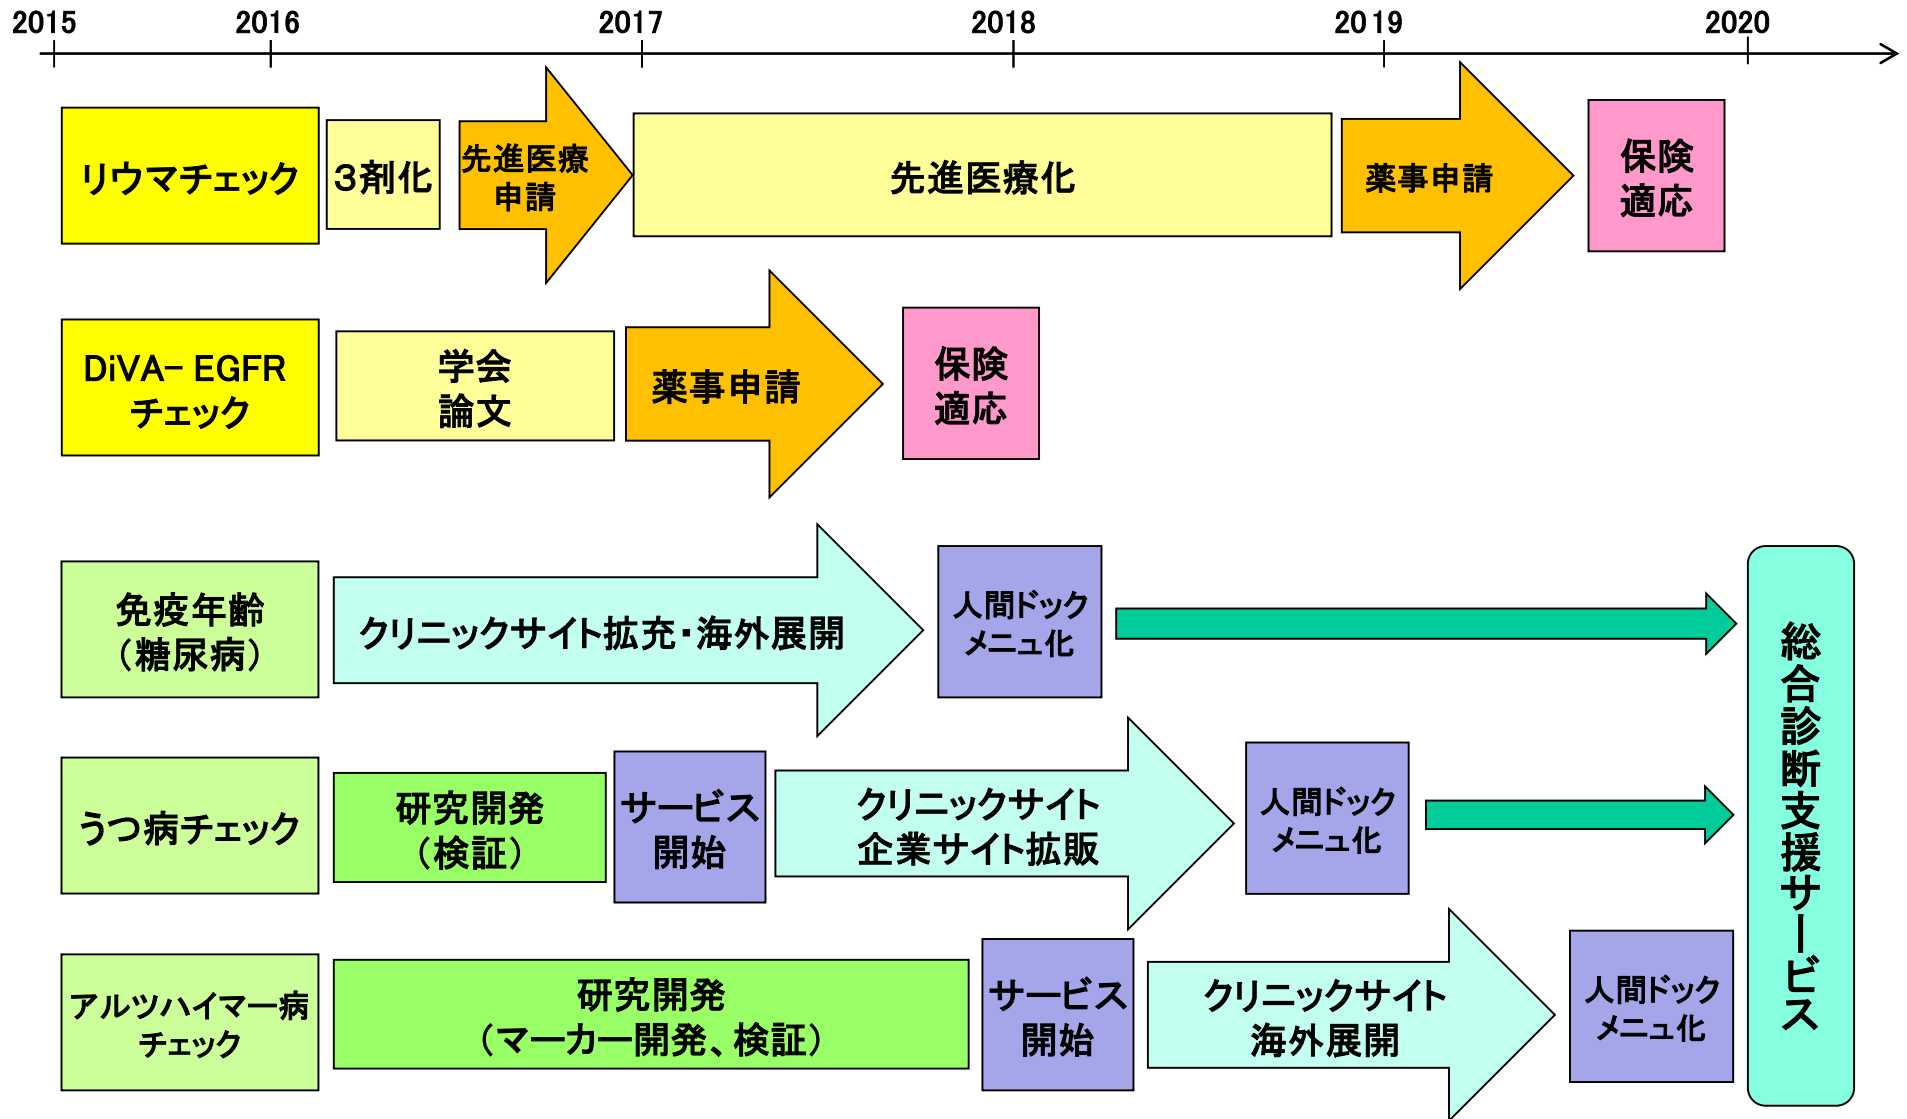 2015 2016 2017 2018 2019 2020
リウマチェック
３剤化
先進医療
申請
先進医療化
薬事申請
保険
適応
DiVA− EGFR
チェック
学会
論文
薬事申請
保険
適応
免疫年齢
（糖尿病）
クリニックサイト拡充・海外展開
人間ドック
メニュ化
うつ病チェック
研究開発
（検証）
サービス
開始
クリニックサイト
企業サイト拡販
人間ドック
メニュ化
アルツハイマー病
チェック
研究開発
（マーカー開発、検証）
サービス
開始
クリニックサイト
海外展開
人間ドック
メニュ化
総合診断支援サービス